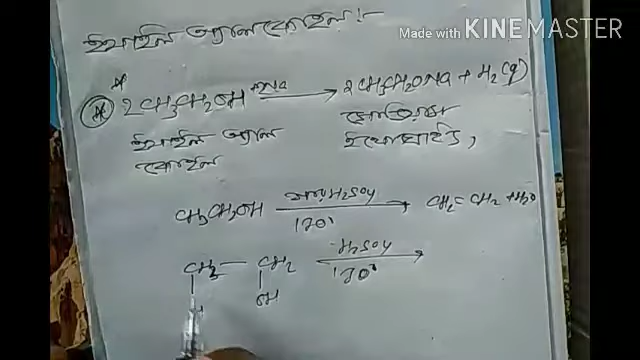 Made with KINEMASTER
ইথাইল অ্যালকোহল :-
2CH3CH2OH +Na → 2CH3CH2ONa + H2(g)
ইথাইল অ্যাল সোডিয়াম
কোহল ইথোক্সাইড,
CH3CH2OH H2SO4 170° → CH2=CH2 + H2O
CH2 — CH2 H2SO4 170° →
H OH